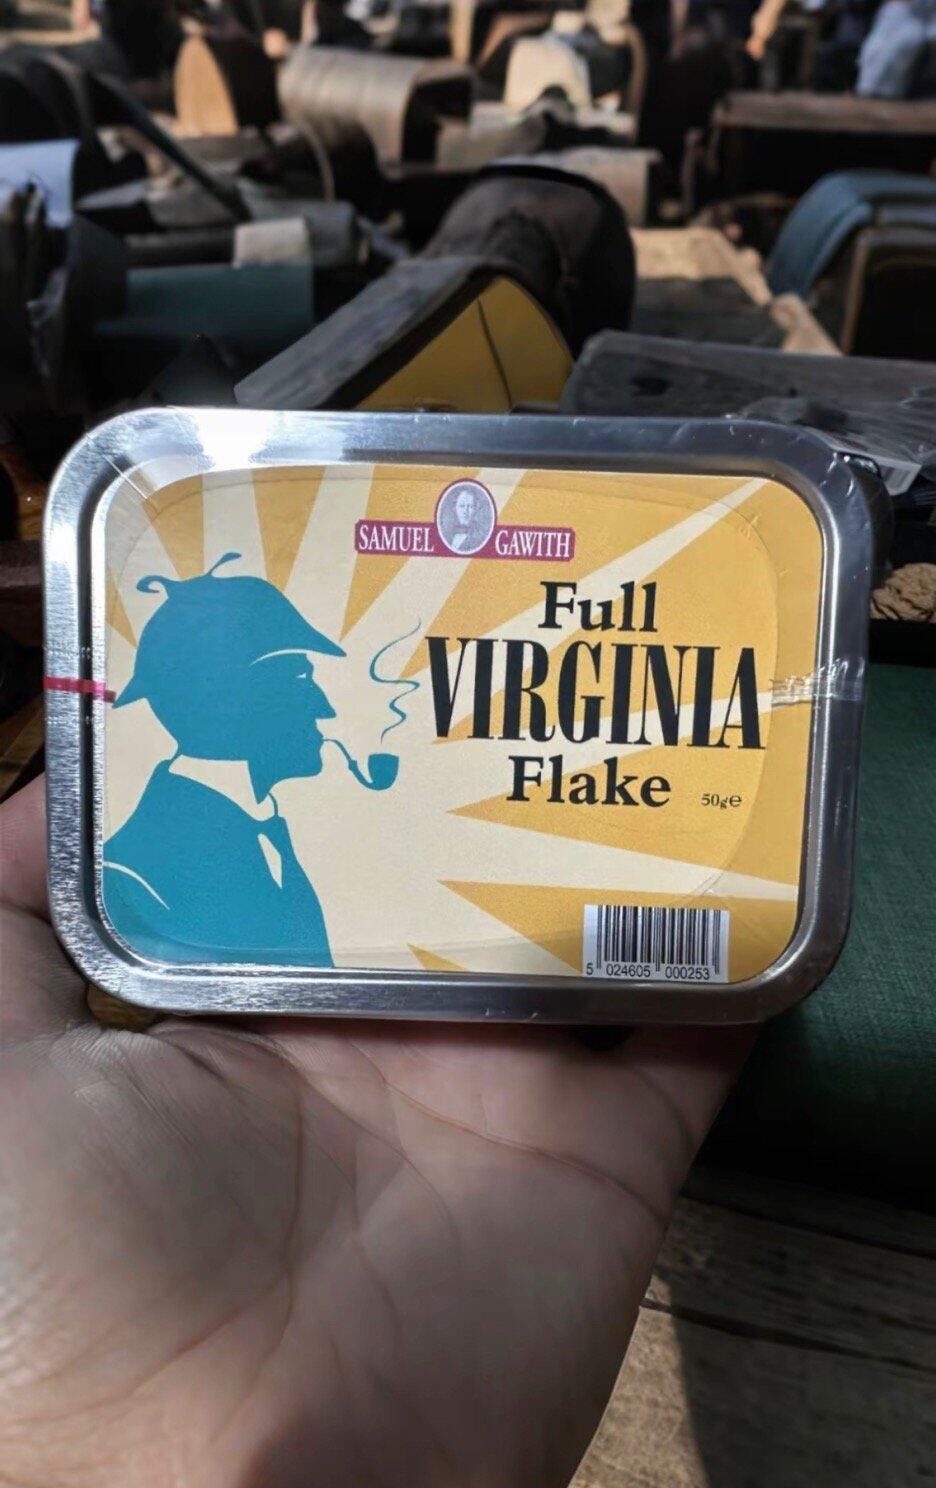 SAMUEL GAWITH
Full
VIRGINIA
Flake
50g℮
5 024605 000253